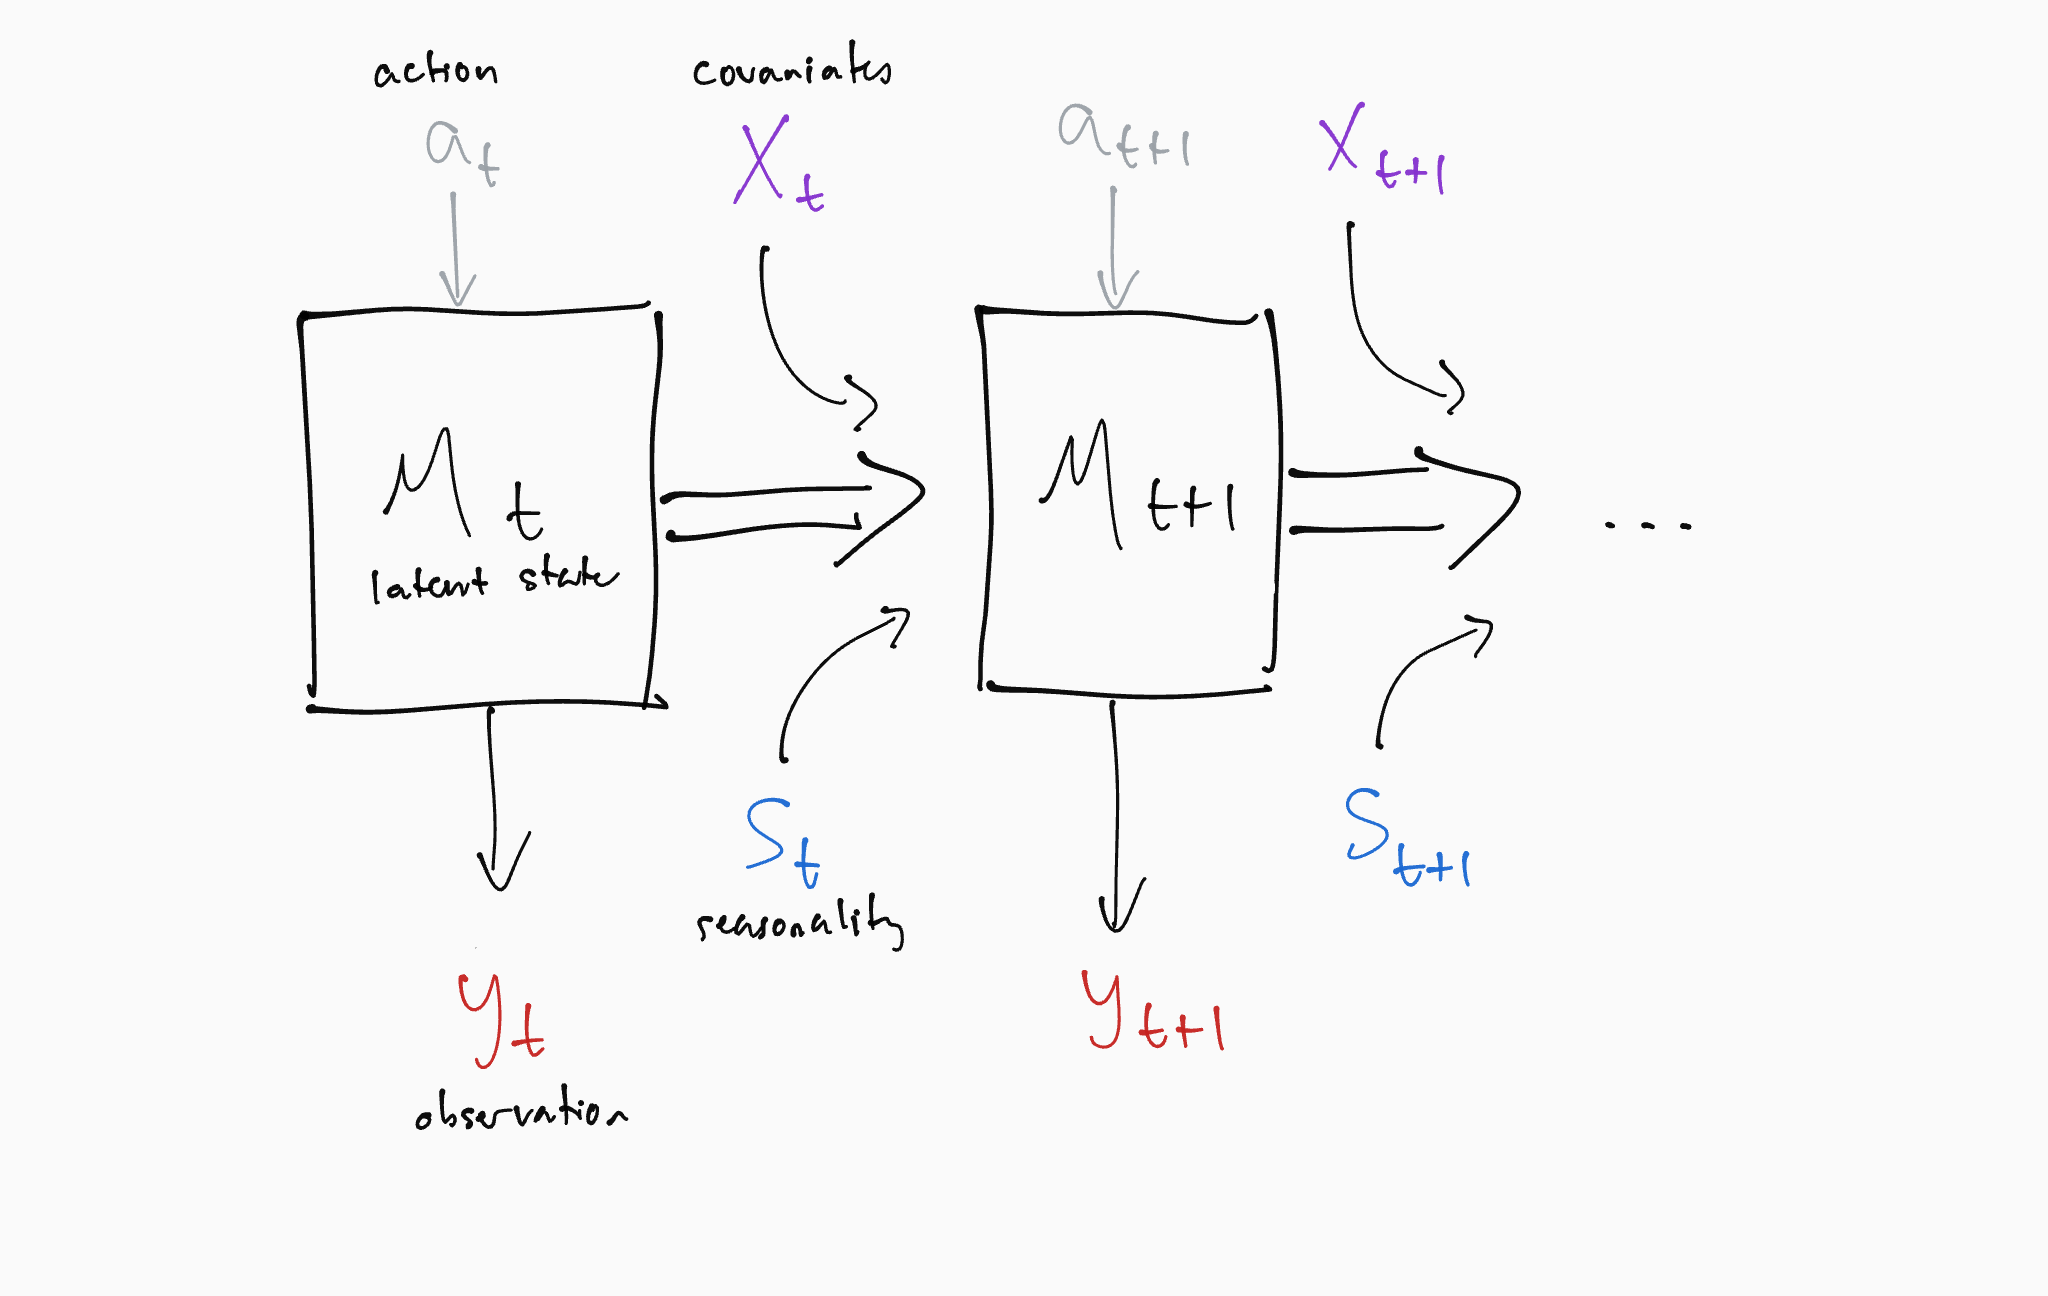 action covariates
a_t X_t a_{t+1} X_{t+1}
M_t M_{t+1}
latent state
....
S_t S_{t+1}
seasonality
y_t y_{t+1}
observation